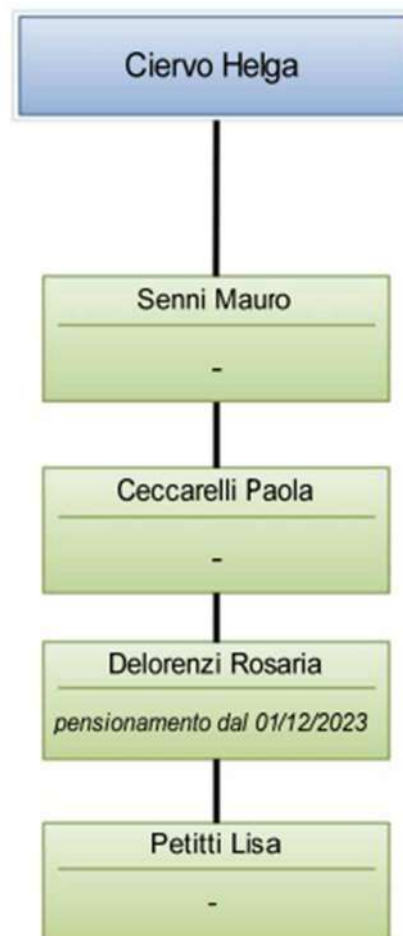 Ciervo Helga
Senni Mauro
-
Ceccarelli Paola
-
Delorenzi Rosaria
pensionamento dal 01/12/2023
Petitti Lisa
-